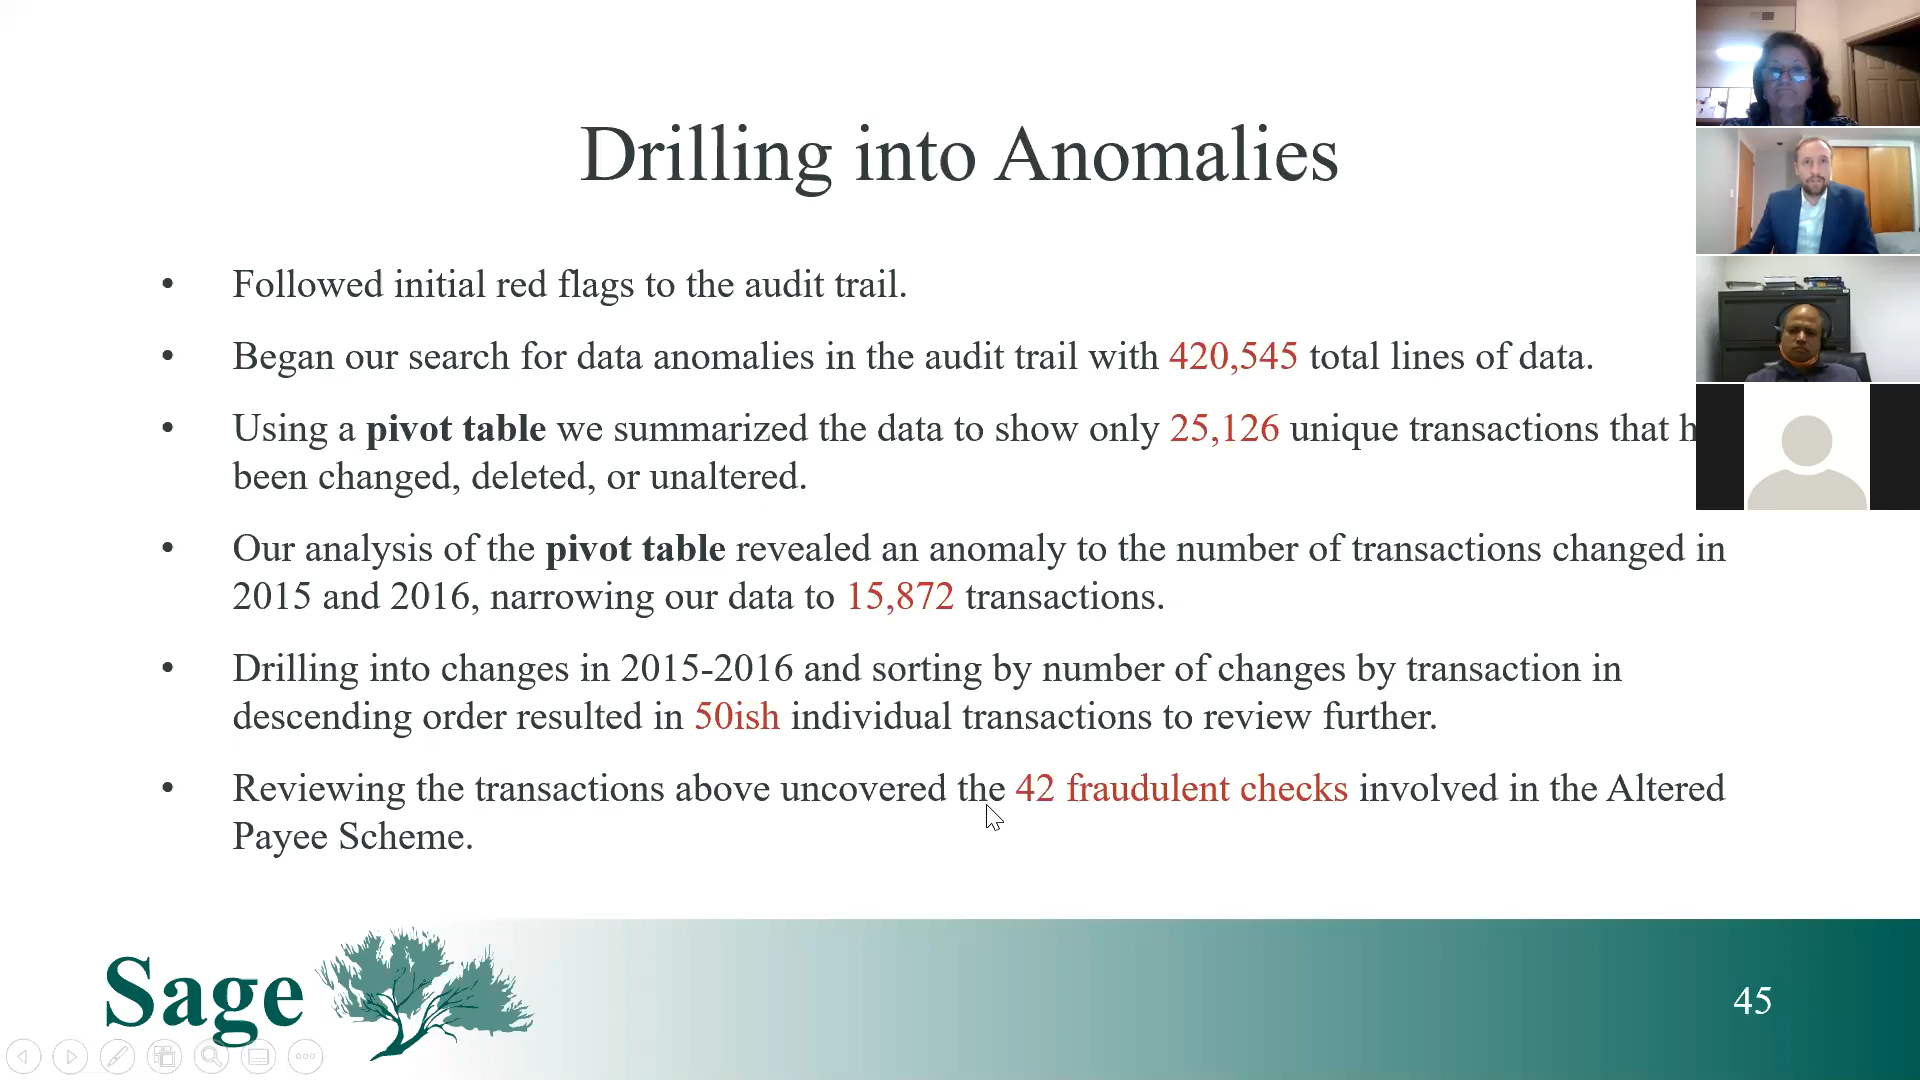 Drilling into Anomalies
• Followed initial red flags to the audit trail.
• Began our search for data anomalies in the audit trail with 420,545 total lines of data.
• Using a pivot table we summarized the data to show only 25,126 unique transactions that
been changed, deleted, or unaltered.
• Our analysis of the pivot table revealed an anomaly to the number of transactions changed in
2015 and 2016, narrowing our data to 15,872 transactions.
• Drilling into changes in 2015-2016 and sorting by number of changes by transaction in
descending order resulted in 50ish individual transactions to review further.
• Reviewing the transactions above uncovered the 42 fraudulent checks involved in the Altered
Payee Scheme.
Sage
45